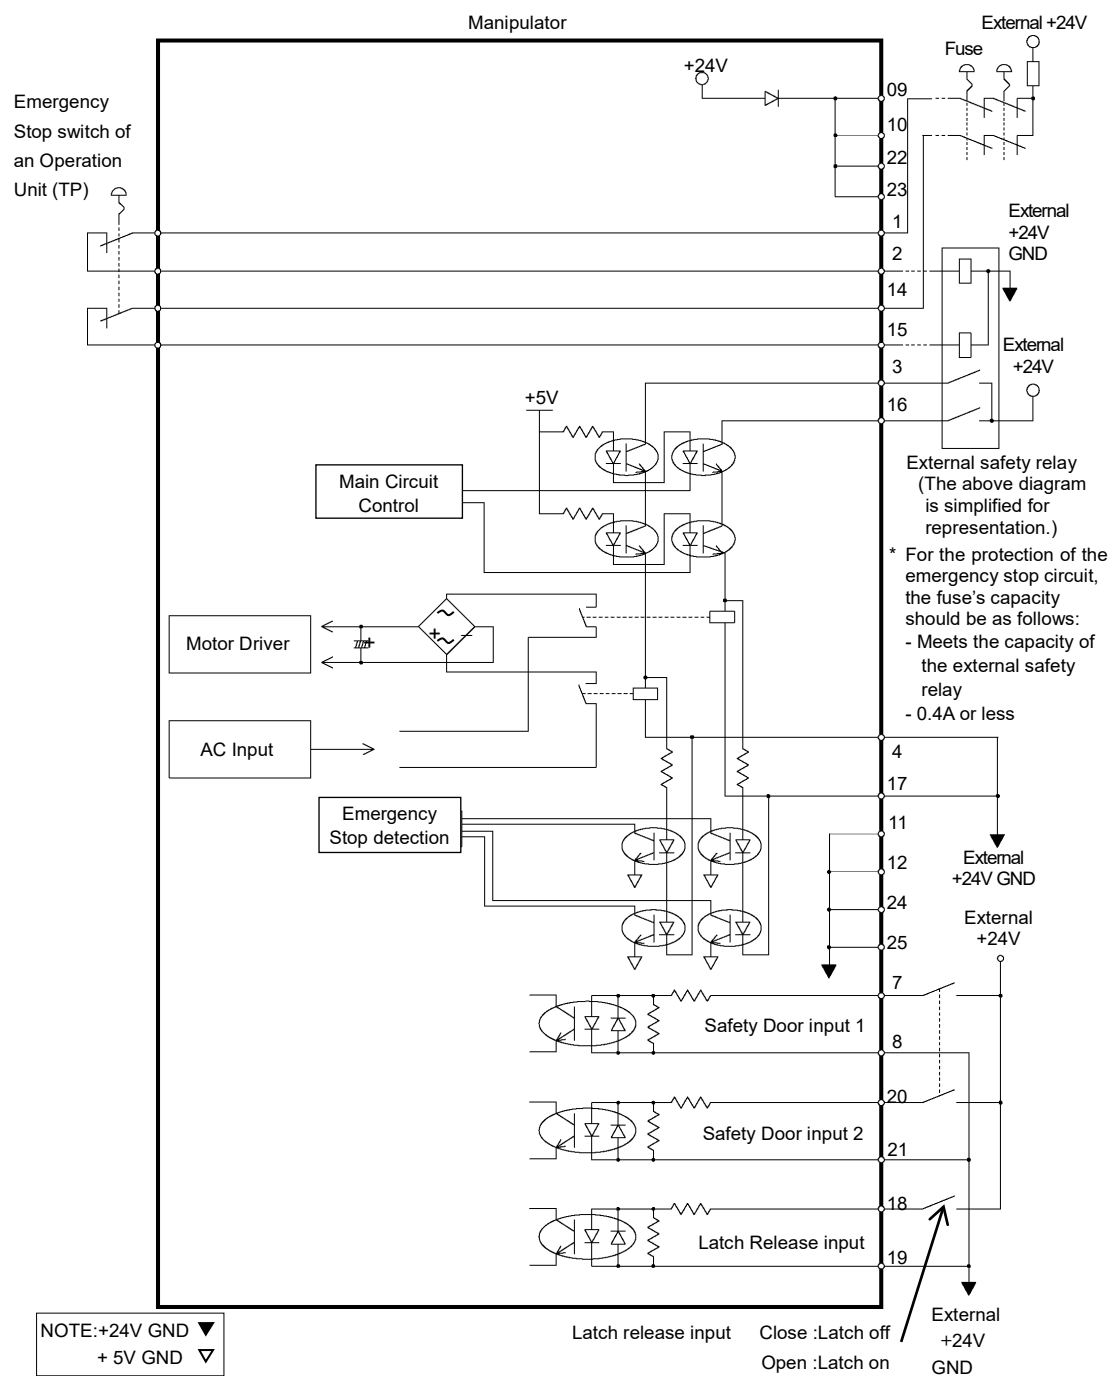 Manipulator
External +24V
Fuse
+24V
09
10
22
23
Emergency
Stop switch of
an Operation
Unit (TP)
1
2
14
15
3
16
External
+24V
GND
External
+24V
+5V
Main Circuit
Control
External safety relay
(The above diagram
is simplified for
representation.)
* For the protection of the
emergency stop circuit,
the fuse's capacity
should be as follows:
- Meets the capacity of
the external safety
relay
- 0.4A or less
Motor Driver
+
AC Input
4
17
Emergency
Stop detection
11
12
24
25
External
+24V GND
External
+24V
7
Safety Door input 1
8
20
Safety Door input 2
21
18
Latch Release input
19
External
+24V
GND
NOTE:+24V GND ▼
+ 5V GND ▽
Latch release input Close :Latch off
Open :Latch on